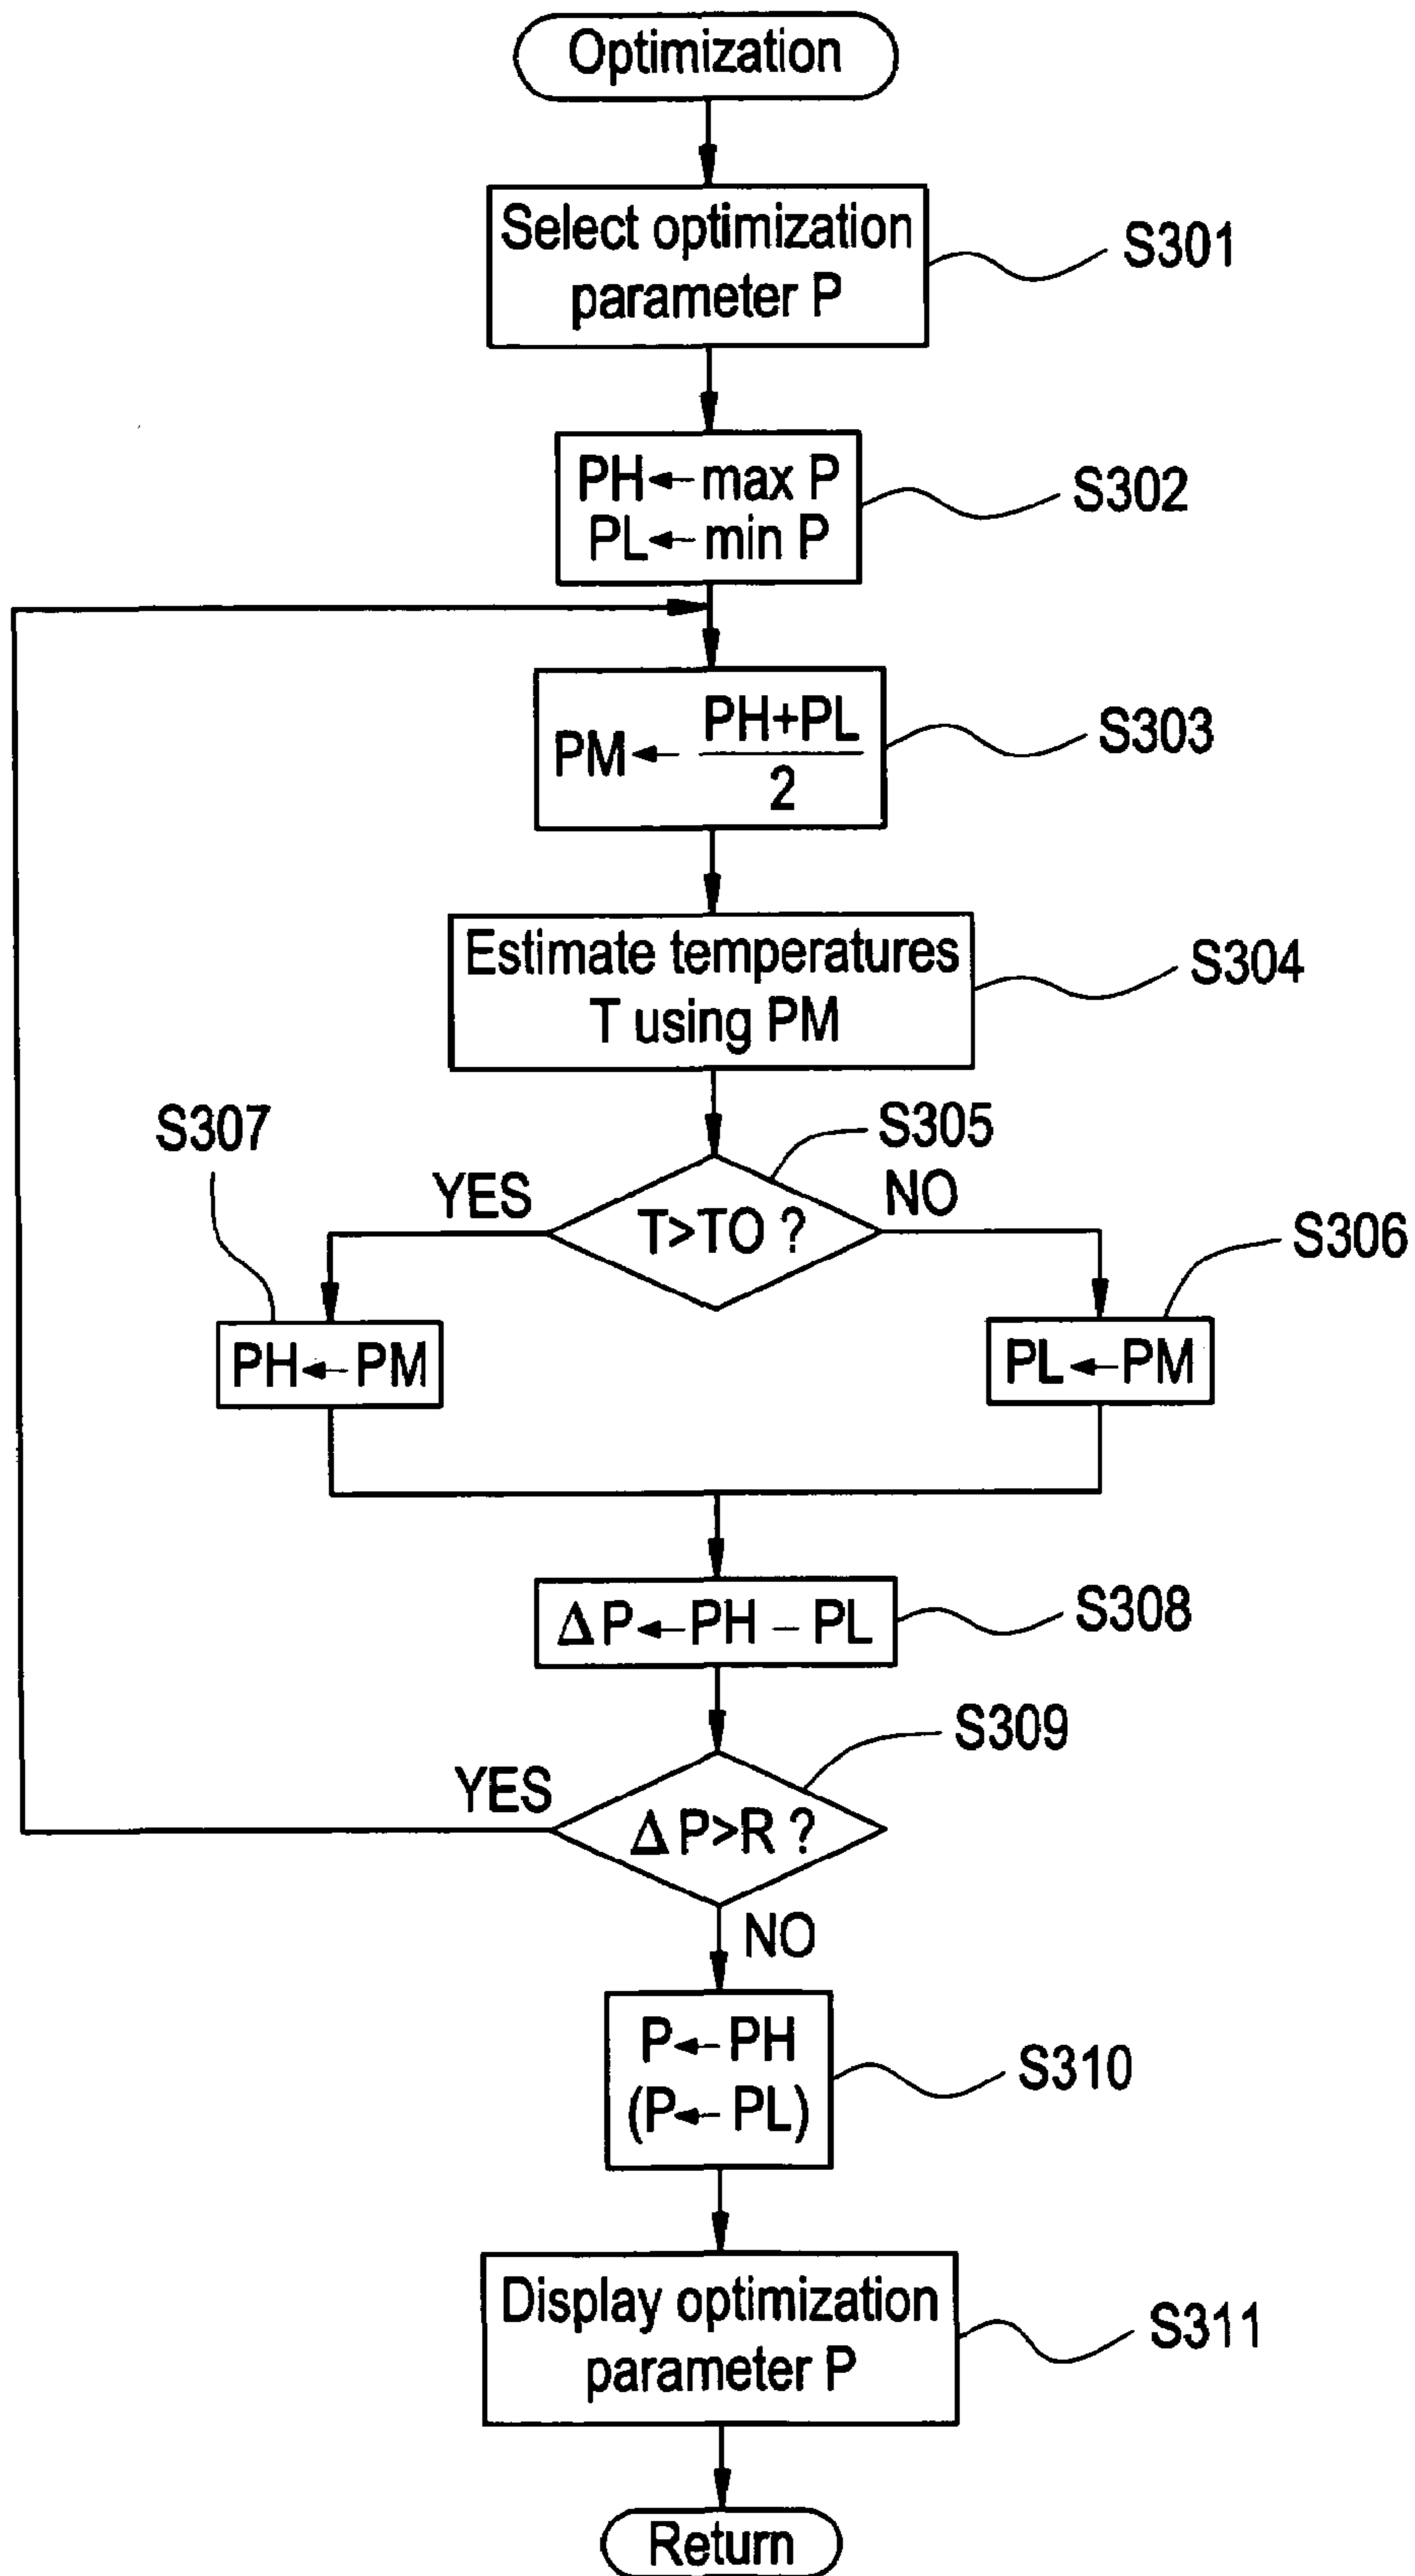 Optimization
Select optimization
parameter P
S301
PH←max P
PL←min P
S302
PM← PH+PL
2
S303
Estimate temperatures
T using PM
S304
S305
T>TO ?
YES
NO
S307
PH←PM
S306
PL←PM
ΔP←PH – PL
S308
S309
ΔP>R ?
YES
NO
P←PH
(P←PL)
S310
Display optimization
parameter P
S311
Return